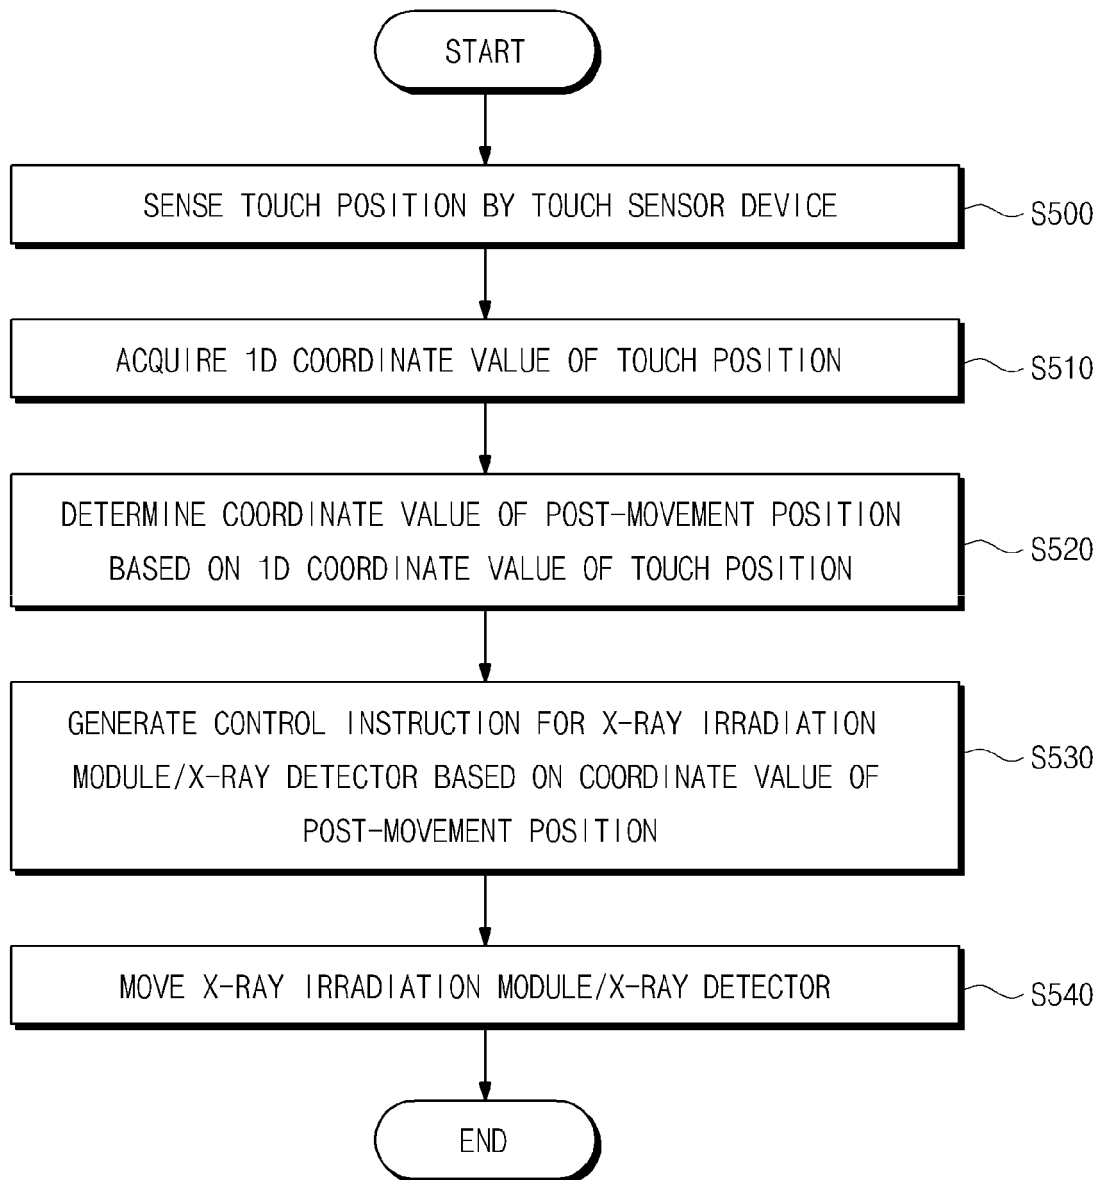 START
SENSE TOUCH POSITION BY TOUCH SENSOR DEVICE
S500
ACQUIRE 1D COORDINATE VALUE OF TOUCH POSITION
S510
DETERMINE COORDINATE VALUE OF POST-MOVEMENT POSITION
BASED ON 1D COORDINATE VALUE OF TOUCH POSITION
S520
GENERATE CONTROL INSTRUCTION FOR X-RAY IRRADIATION
MODULE/X-RAY DETECTOR BASED ON COORDINATE VALUE OF
POST-MOVEMENT POSITION
S530
MOVE X-RAY IRRADIATION MODULE/X-RAY DETECTOR
S540
END